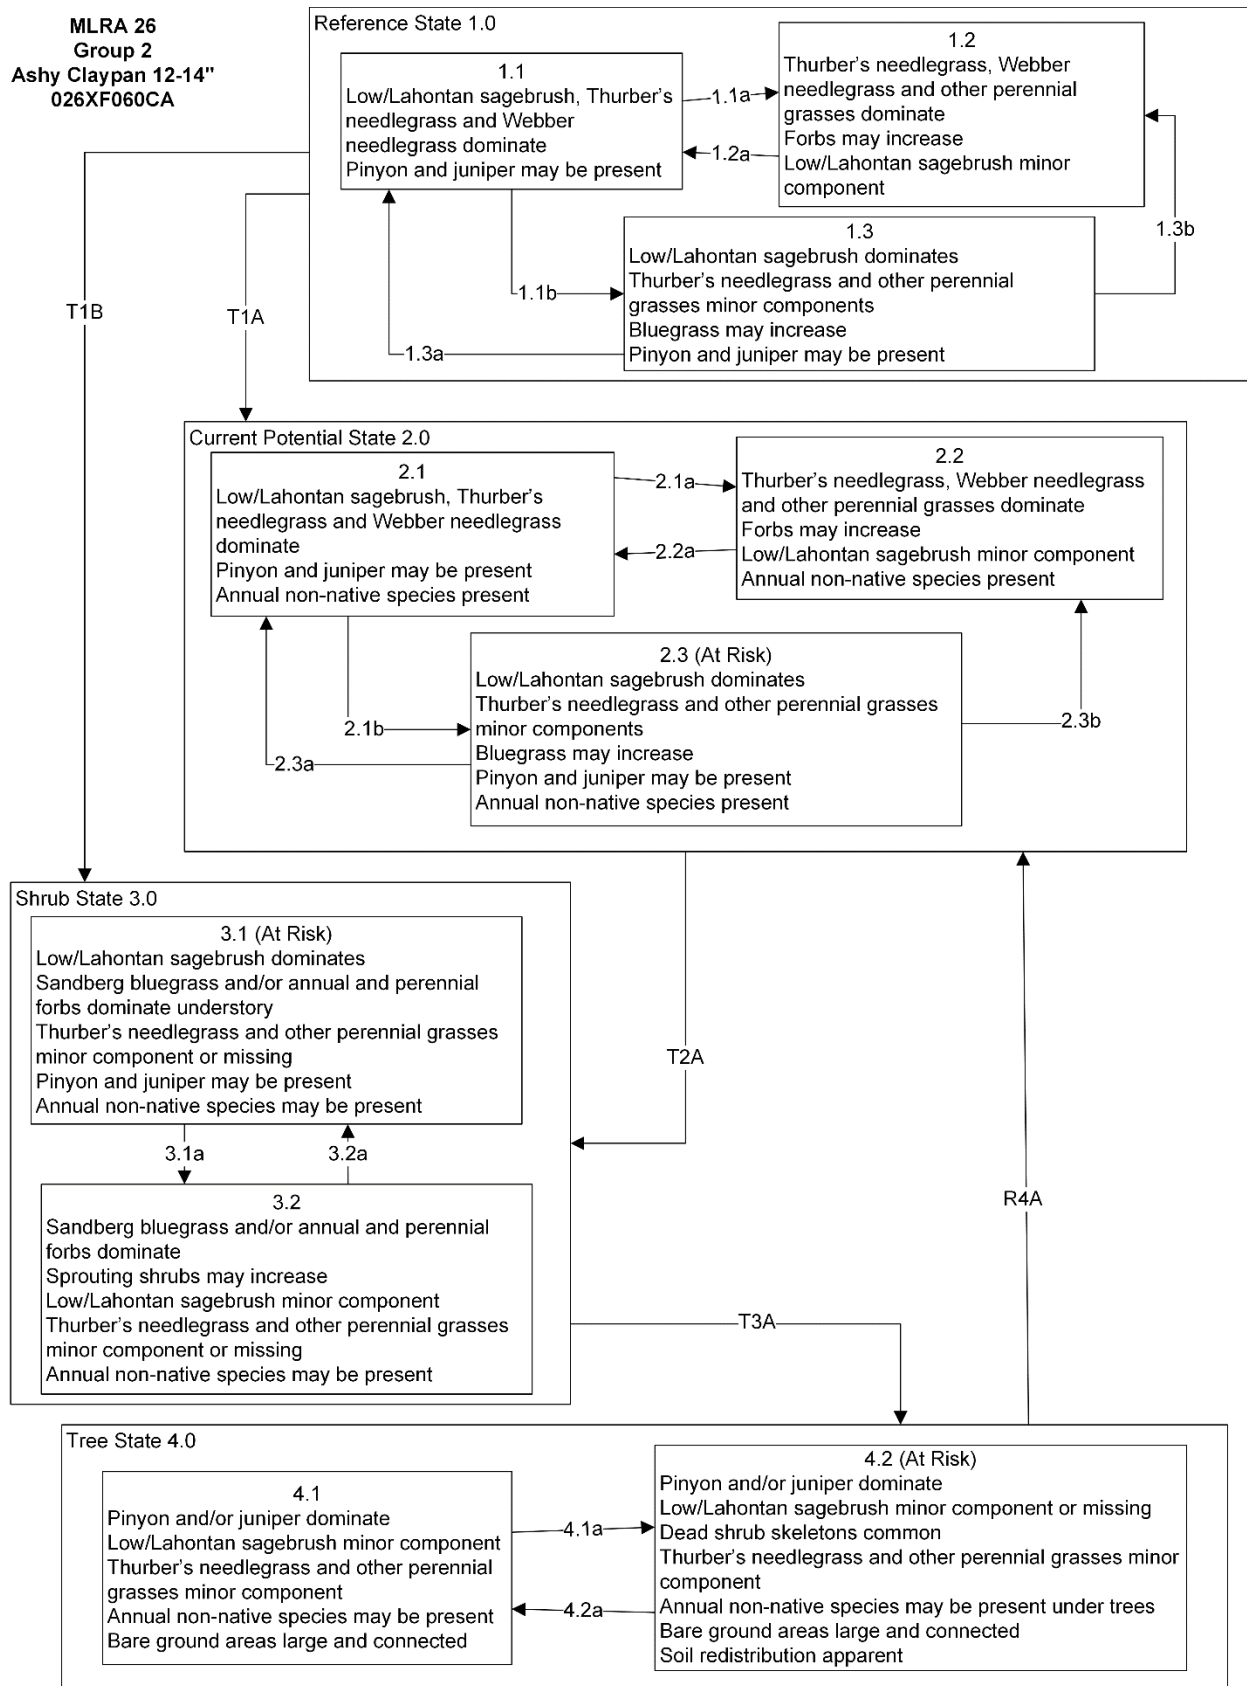 MLRA 26
Group 2
Ashy Claypan 12-14"
026XF060CA
Reference State 1.0
1.1
Low/Lahontan sagebrush, Thurber's
needlegrass and Webber
needlegrass dominate
Pinyon and juniper may be present
1.1a
1.2a
1.2
Thurber's needlegrass, Webber
needlegrass and other perennial
grasses dominate
Forbs may increase
Low/Lahontan sagebrush minor
component
1.3
Low/Lahontan sagebrush dominates
Thurber's needlegrass and other perennial
grasses minor components
Bluegrass may increase
Pinyon and juniper may be present
1.1b
1.3a
1.3b
T1B
T1A
Current Potential State 2.0
2.1
Low/Lahontan sagebrush, Thurber's
needlegrass and Webber needlegrass
dominate
Pinyon and juniper may be present
Annual non-native species present
2.1a
2.2a
2.2
Thurber's needlegrass, Webber needlegrass
and other perennial grasses dominate
Forbs may increase
Low/Lahontan sagebrush minor component
Annual non-native species present
2.3 (At Risk)
Low/Lahontan sagebrush dominates
Thurber's needlegrass and other perennial grasses
minor components
Bluegrass may increase
Pinyon and juniper may be present
Annual non-native species present
2.1b
2.3a
2.3b
Shrub State 3.0
3.1 (At Risk)
Low/Lahontan sagebrush dominates
Sandberg bluegrass and/or annual and perennial
forbs dominate understory
Thurber's needlegrass and other perennial grasses
minor component or missing
Pinyon and juniper may be present
Annual non-native species may be present
3.1a
3.2a
3.2
Sandberg bluegrass and/or annual and perennial
forbs dominate
Sprouting shrubs may increase
Low/Lahontan sagebrush minor component
Thurber's needlegrass and other perennial grasses
minor component or missing
Annual non-native species may be present
T2A
R4A
T3A
Tree State 4.0
4.1
Pinyon and/or juniper dominate
Low/Lahontan sagebrush minor component
Thurber's needlegrass and other perennial
grasses minor component
Annual non-native species may be present
Bare ground areas large and connected
4.1a
4.2a
4.2 (At Risk)
Pinyon and/or juniper dominate
Low/Lahontan sagebrush minor component or missing
Dead shrub skeletons common
Thurber's needlegrass and other perennial grasses minor
component
Annual non-native species may be present under trees
Bare ground areas large and connected
Soil redistribution apparent